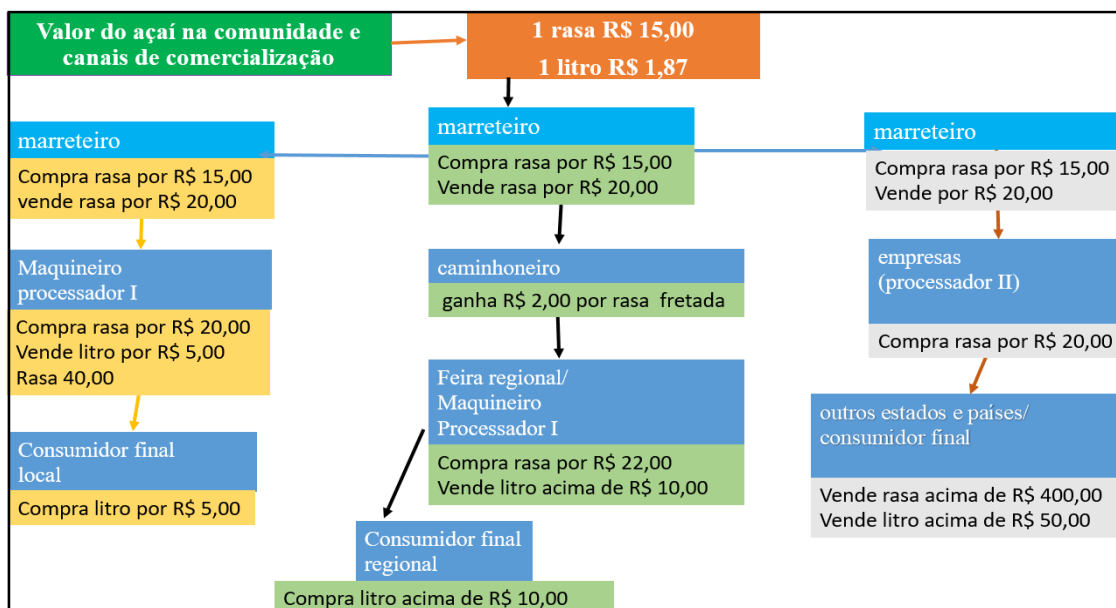 Valor do açaí na comunidade e
canais de comercialização
1 rasa R$ 15,00
1 litro R$ 1,87
marreteiro
Compra rasa por R$ 15,00
vende rasa por R$ 20,00
Maquineiro
processador I
Compra rasa por R$ 20,00
Vende litro por R$ 5,00
Rasa 40,00
Consumidor final
local
Compra litro por R$ 5,00
marreteiro
Compra rasa por R$ 15,00
Vende rasa por R$ 20,00
caminhoneiro
ganha R$ 2,00 por rasa fretada
Feira regional/
Maquineiro
Processador I
Compra rasa por R$ 22,00
Vende litro acima de R$ 10,00
Consumidor final
regional
Compra litro acima de R$ 10,00
marreteiro
Compra rasa por R$ 15,00
Vende por R$ 20,00
empresas
(processador II)
Compra rasa por R$ 20,00
outros estados e países/
consumidor final
Vende rasa acima de R$ 400,00
Vende litro acima de R$ 50,00